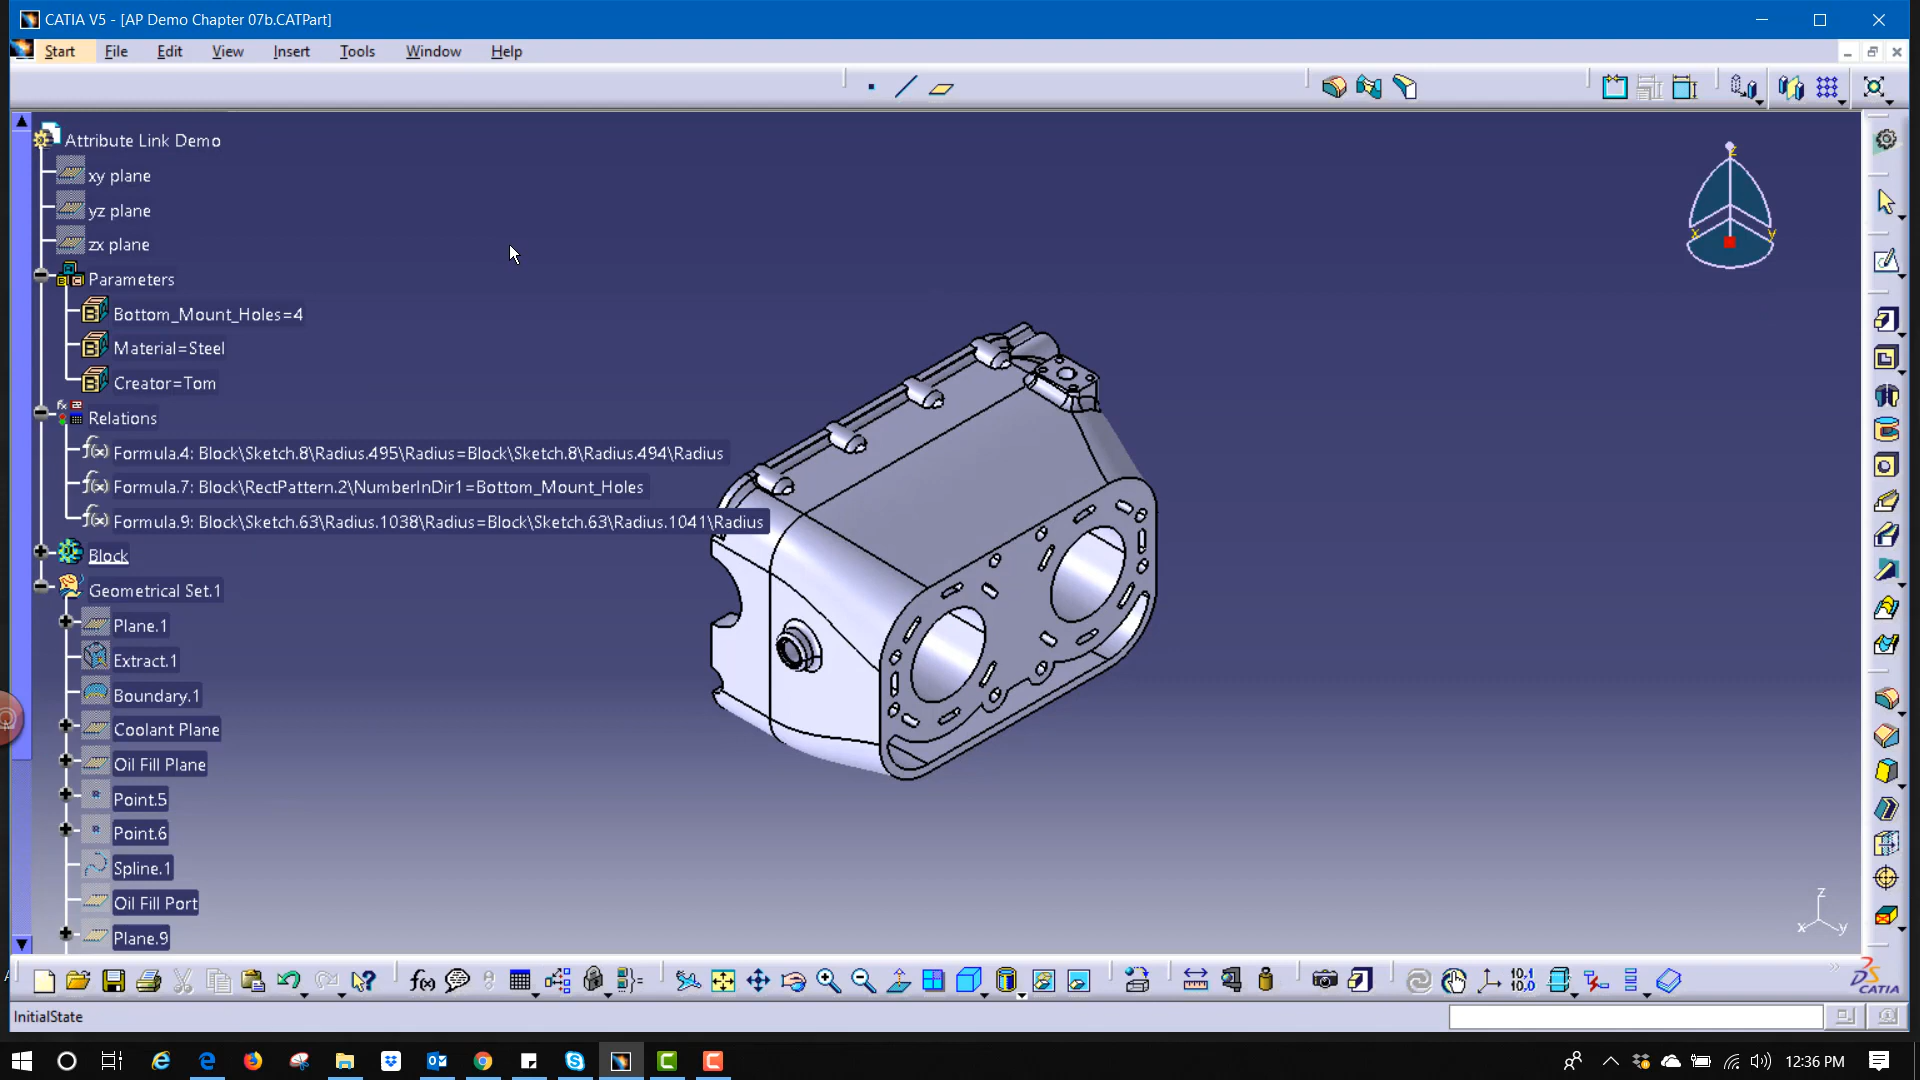 CATIA V5 - [AP Demo Chapter 07b.CATPart]
Start File Edit View Insert Tools Window Help
Attribute Link Demo
xy plane
yz plane
zx plane
Parameters
Bottom_Mount_Holes=4
Material=Steel
Creator=Tom
Relations
Formula.4: Block\Sketch.8\Radius.495\Radius=Block\Sketch.8\Radius.494\Radius
Formula.7: Block\RectPattern.2\NumberInDir1=Bottom_Mount_Holes
Formula.9: Block\Sketch.63\Radius.1038\Radius=Block\Sketch.63\Radius.1041\Radius
Block
Geometrical Set.1
Plane.1
Extract.1
Boundary.1
Coolant Plane
Oil Fill Plane
Point.5
Point.6
Spline.1
Oil Fill Port
Plane.9
z
x y
z
x y
f(x)
10,1
10,0
CATIA
InitialState
12:36 PM